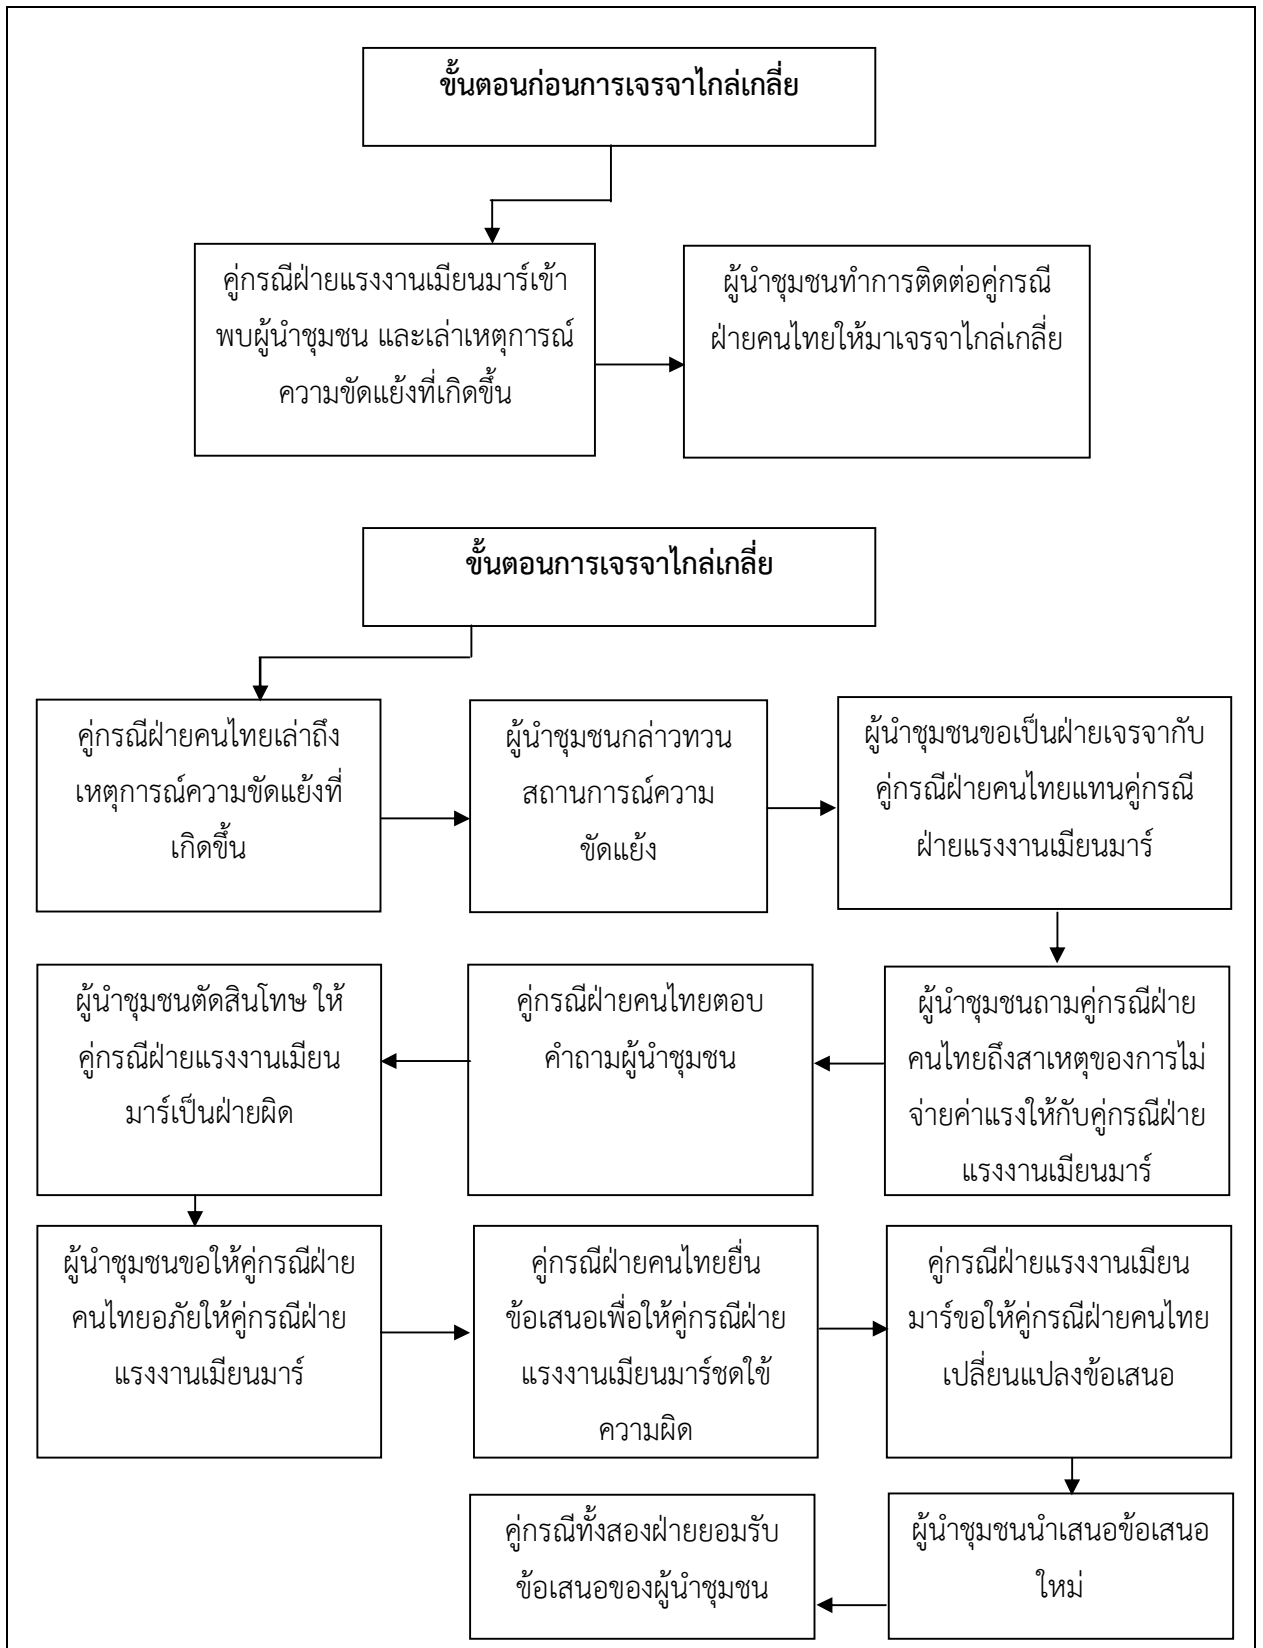 ขั้นตอนก่อนการเจรจาไกล่เกลี่ย
คู่กรณีฝ่ายแรงงานเมียนมาร์เข้า
พบผู้นำชุมชน และเล่าเหตุการณ์
ความขัดแย้งที่เกิดขึ้น
ผู้นำชุมชนทำการติดต่อคู่กรณี
ฝ่ายคนไทยให้มาเจรจาไกล่เกลี่ย
ขั้นตอนการเจรจาไกล่เกลี่ย
คู่กรณีฝ่ายคนไทยเล่าถึง
เหตุการณ์ความขัดแย้งที่
เกิดขึ้น
ผู้นำชุมชนกล่าวทวน
สถานการณ์ความ
ขัดแย้ง
ผู้นำชุมชนขอเป็นฝ่ายเจรจากับ
คู่กรณีฝ่ายคนไทยแทนคู่กรณี
ฝ่ายแรงงานเมียนมาร์
ผู้นำชุมชนถามคู่กรณีฝ่าย
คนไทยถึงสาเหตุของการไม่
จ่ายค่าแรงให้กับคู่กรณีฝ่าย
แรงงานเมียนมาร์
คู่กรณีฝ่ายคนไทยตอบ
คำถามผู้นำชุมชน
ผู้นำชุมชนตัดสินโทษ ให้
คู่กรณีฝ่ายแรงงานเมียน
มาร์เป็นฝ่ายผิด
ผู้นำชุมชนขอให้คู่กรณีฝ่าย
คนไทยอภัยให้คู่กรณีฝ่าย
แรงงานเมียนมาร์
คู่กรณีฝ่ายคนไทยยื่น
ข้อเสนอเพื่อให้คู่กรณีฝ่าย
แรงงานเมียนมาร์ชดใช้
ความผิด
คู่กรณีฝ่ายแรงงานเมียน
มาร์ขอให้คู่กรณีฝ่ายคนไทย
เปลี่ยนแปลงข้อเสนอ
ผู้นำชุมชนนำเสนอข้อเสนอ
ใหม่
คู่กรณีทั้งสองฝ่ายยอมรับ
ข้อเสนอของผู้นำชุมชน